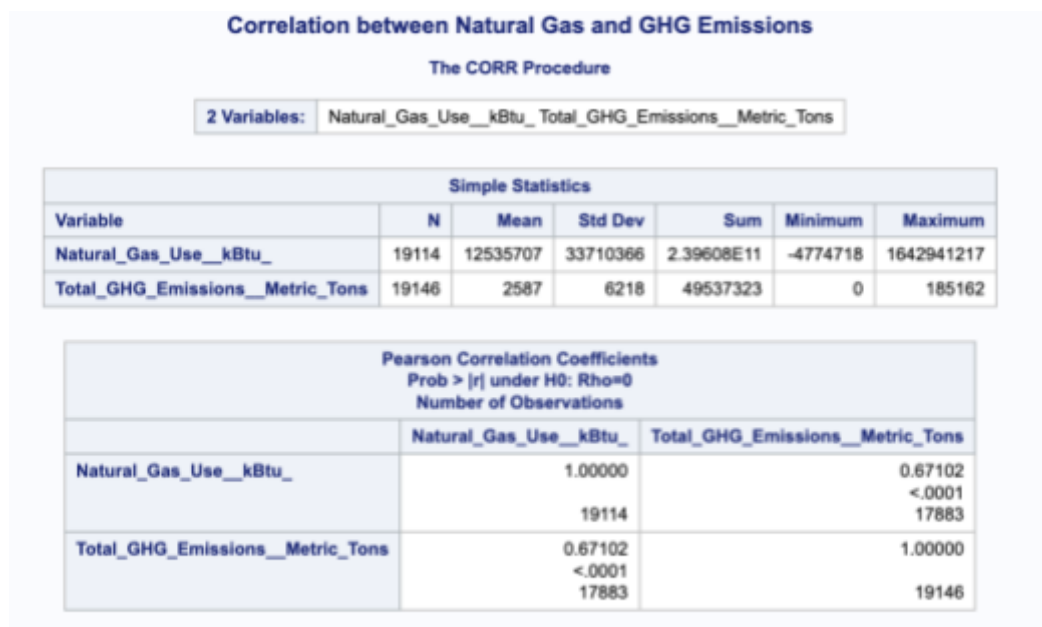 Correlation between Natural Gas and GHG Emissions
The CORR Procedure
2 Variables: Natural_Gas_Use__kBtu_ Total_GHG_Emissions__Metric_Tons
Simple Statistics
Variable N Mean Std Dev Sum Minimum Maximum
Natural_Gas_Use__kBtu_ 19114 12535707 33710366 2.39608E11 -4774718 1642941217
Total_GHG_Emissions__Metric_Tons 19146 2587 6218 49537323 0 185162
Pearson Correlation Coefficients
Prob > |r| under H0: Rho=0
Number of Observations
Natural_Gas_Use__kBtu_ Total_GHG_Emissions__Metric_Tons
Natural_Gas_Use__kBtu_ 1.00000 0.67102
<.0001
19114 17883
Total_GHG_Emissions__Metric_Tons 0.67102 1.00000
<.0001
17883 19146